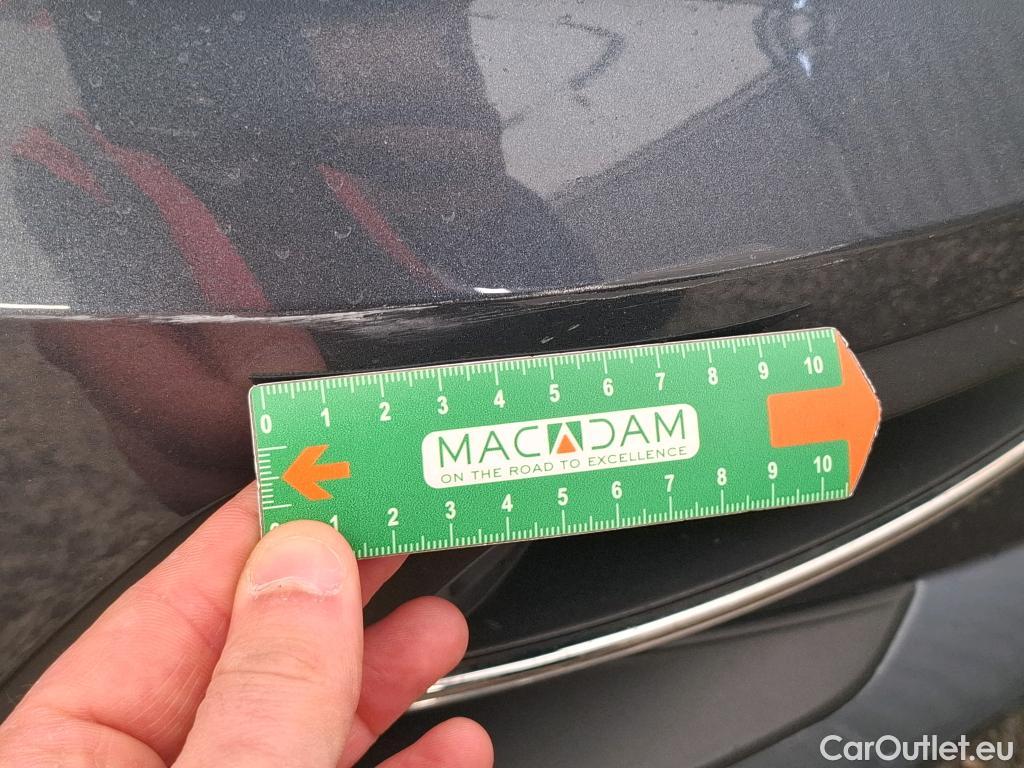 0 1 2 3 4 5 6 7 8 9 10
MACADAM
ON THE ROAD TO EXCELLENCE
1 2 3 4 5 6 7 8 9 10
CarOutlet.eu